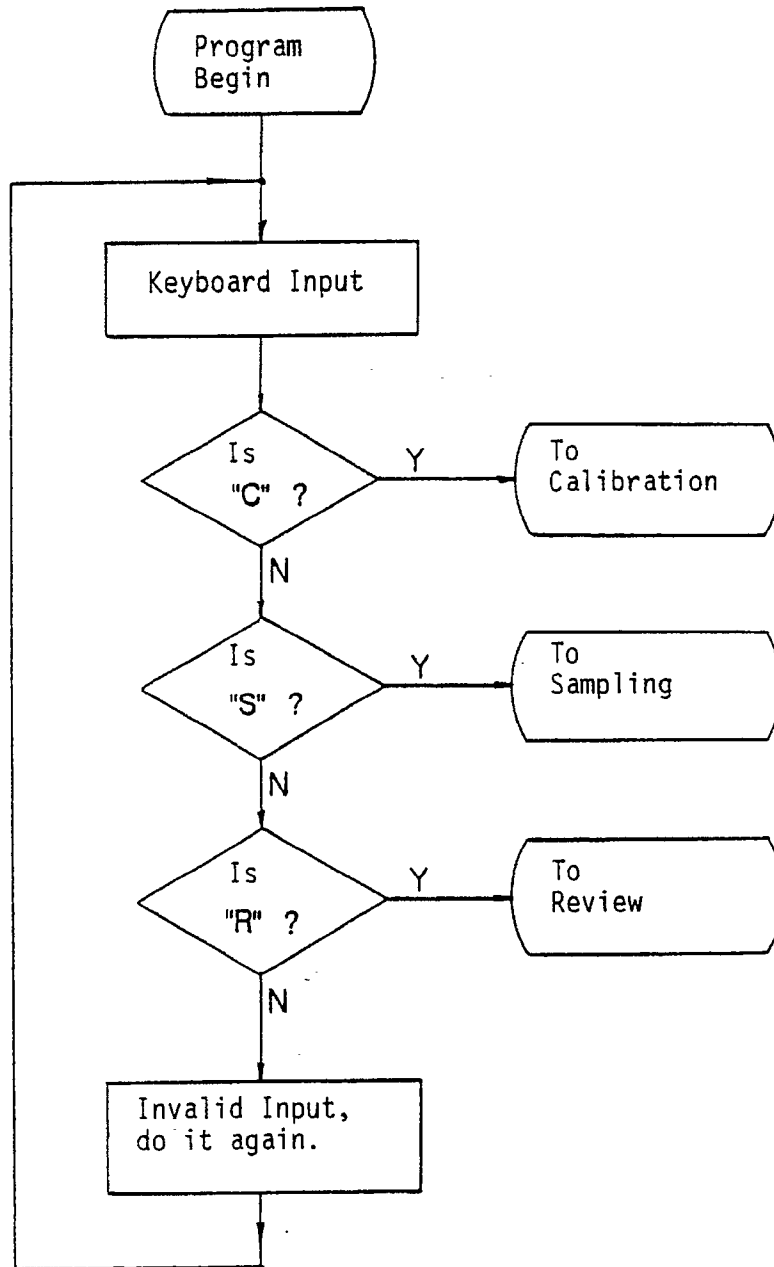 Program
Begin
Keyboard Input
Is
"C" ?
Y
To
Calibration
N
Is
"S" ?
Y
To
Sampling
N
Is
"R" ?
Y
To
Review
N
Invalid Input,
do it again.